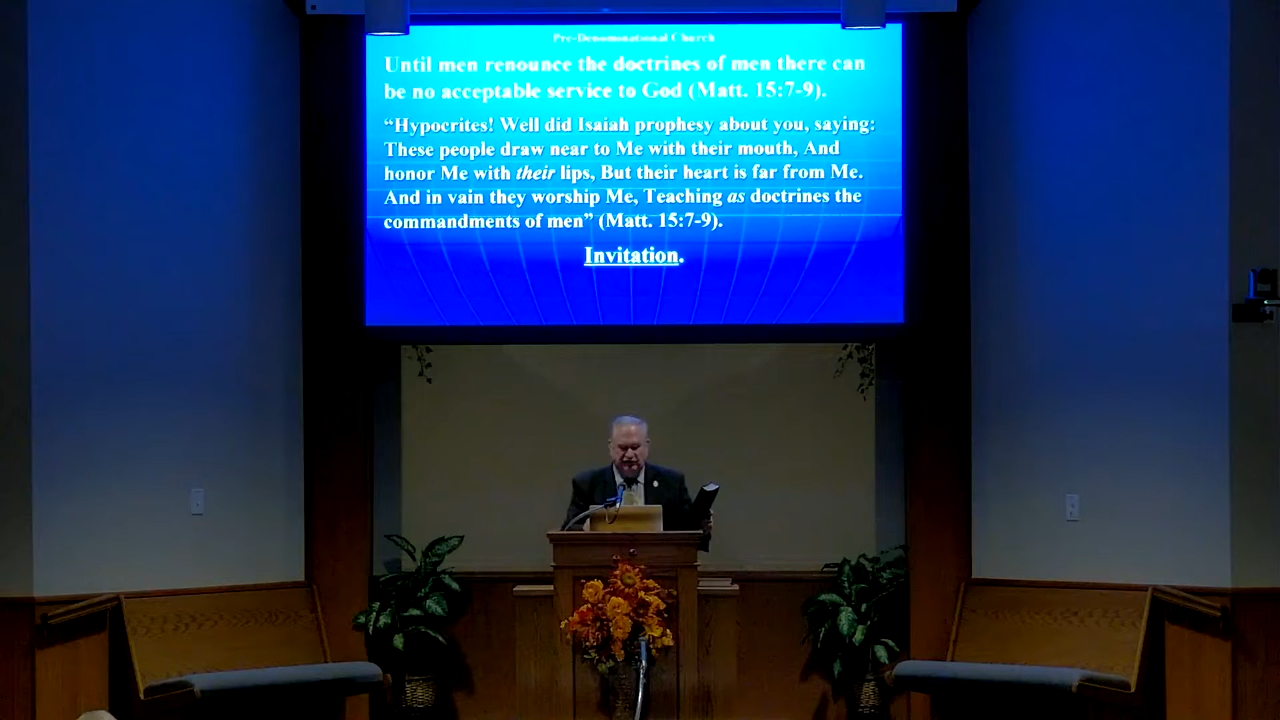 Pre-Denominational Church
Until men renounce the doctrines of men there can
be no acceptable service to God (Matt. 15:7-9).
“Hypocrites! Well did Isaiah prophesy about you, saying:
These people draw near to Me with their mouth, And
honor Me with their lips, But their heart is far from Me.
And in vain they worship Me, Teaching as doctrines the
commandments of men” (Matt. 15:7-9).
Invitation.